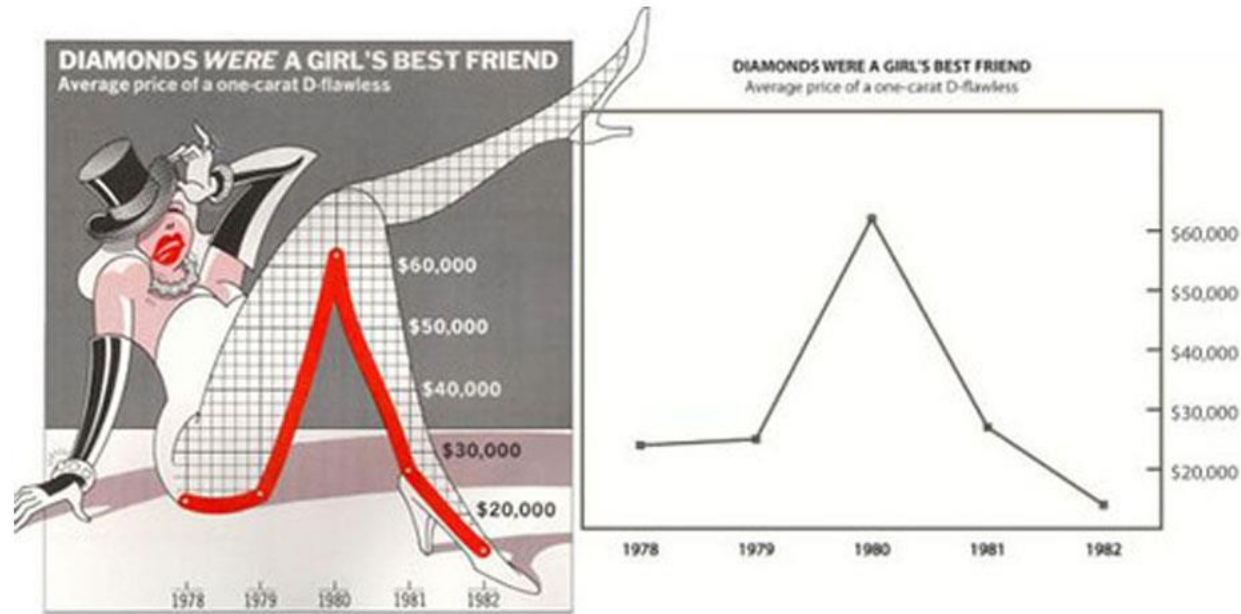 DIAMONDS WERE A GIRL'S BEST FRIEND
Average price of a one-carat D-flawless
$60,000
$50,000
$40,000
$30,000
$20,000
1978 1979 1980 1981 1982
DIAMONDS WERE A GIRL'S BEST FRIEND
Average price of a one-carat D-flawless
$60,000
$50,000
$40,000
$30,000
$20,000
1978 1979 1980 1981 1982